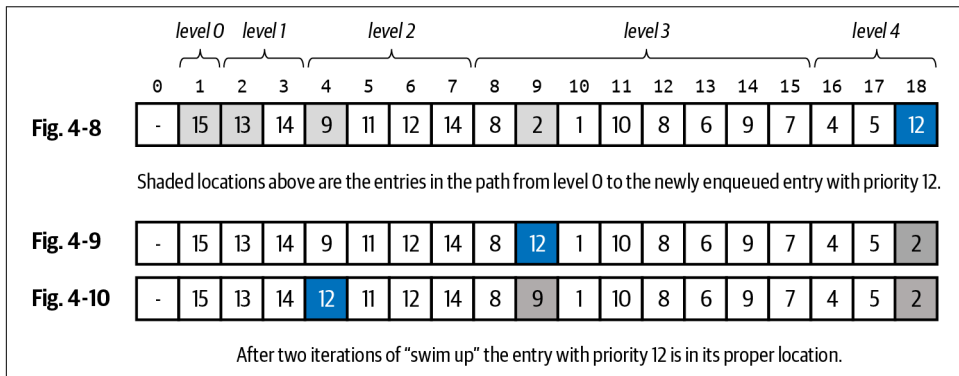 level 0 level 1 level 2 level 3 level 4
0 1 2 3 4 5 6 7 8 9 10 11 12 13 14 15 16 17 18
Fig. 4-8 - 15 13 14 9 11 12 14 8 2 1 10 8 6 9 7 4 5 12
Shaded locations above are the entries in the path from level 0 to the newly enqueued entry with priority 12.
Fig. 4-9 - 15 13 14 9 11 12 14 8 12 1 10 8 6 9 7 4 5 2
Fig. 4-10 - 15 13 14 12 11 12 14 8 9 1 10 8 6 9 7 4 5 2
After two iterations of “swim up” the entry with priority 12 is in its proper location.